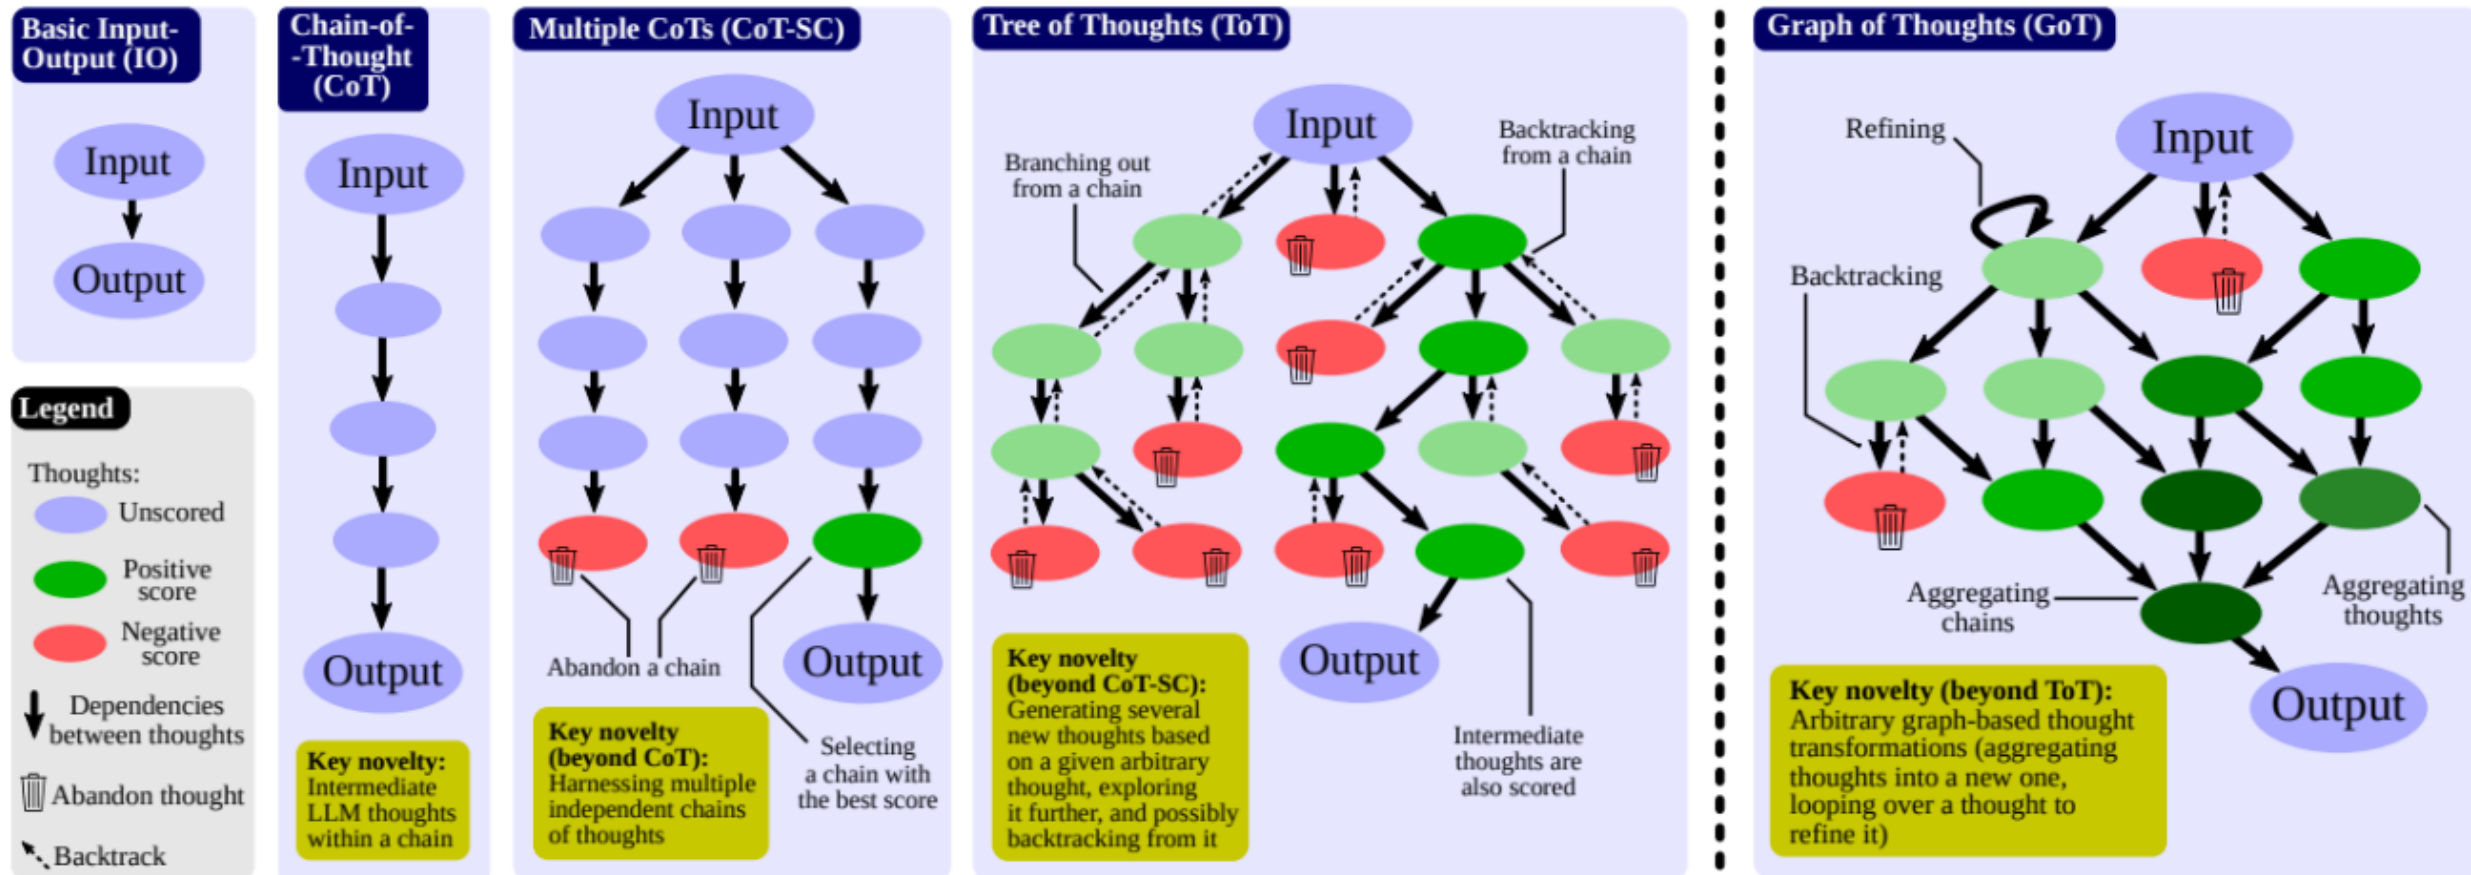 Basic Input-
Output (IO)
Input
Output
Legend
Thoughts:
Unscored
Positive
score
Negative
score
Dependencies
between thoughts
Abandon thought
Backtrack
Chain-of-
-Thought
(CoT)
Input
Output
Key novelty:
Intermediate
LLM thoughts
within a chain
Multiple CoTs (CoT-SC)
Input
Abandon a chain
Output
Key novelty
(beyond CoT):
Harnessing multiple
independent chains
of thoughts
Selecting
a chain with
the best score
Tree of Thoughts (ToT)
Input
Branching out
from a chain
Backtracking
from a chain
Output
Key novelty
(beyond CoT-SC):
Generating several
new thoughts based
on a given arbitrary
thought, exploring
it further, and possibly
backtracking from it
Intermediate
thoughts are
also scored
Graph of Thoughts (GoT)
Refining
Input
Backtracking
Aggregating
chains
Aggregating
thoughts
Output
Key novelty (beyond ToT):
Arbitrary graph-based thought
transformations (aggregating
thoughts into a new one,
looping over a thought to
refine it)